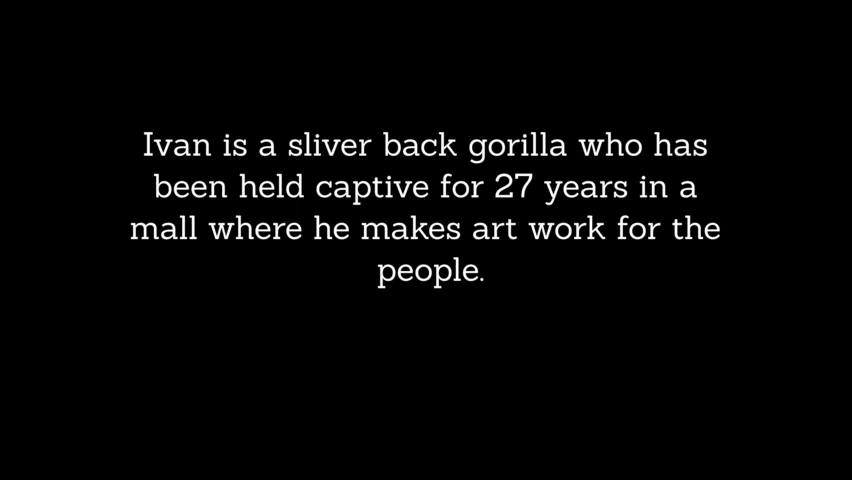 Ivan is a sliver back gorilla who has
been held captive for 27 years in a
mall where he makes art work for the
people.